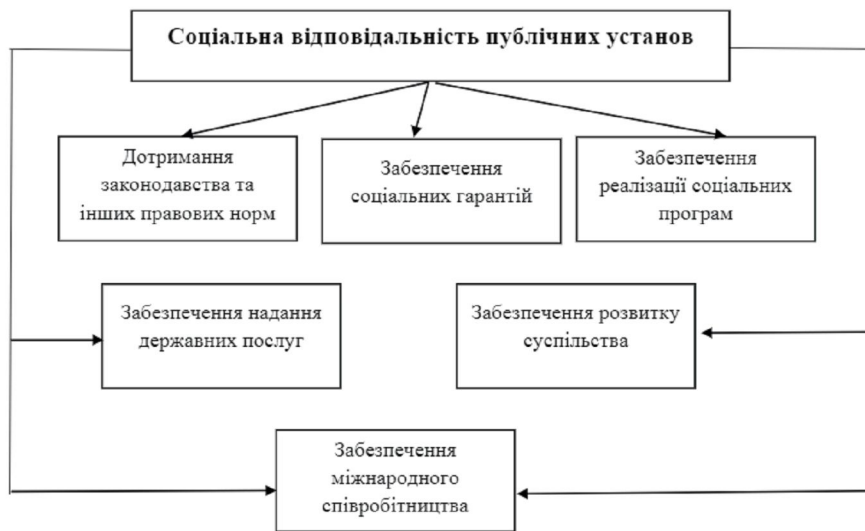 Соціальна відповідальність публічних установ
Дотримання
законодавства та
інших правових норм
Забезпечення
соціальних гарантій
Забезпечення
реалізації соціальних
програм
Забезпечення надання
державних послуг
Забезпечення розвитку
суспільства
Забезпечення
міжнародного
співробітництва